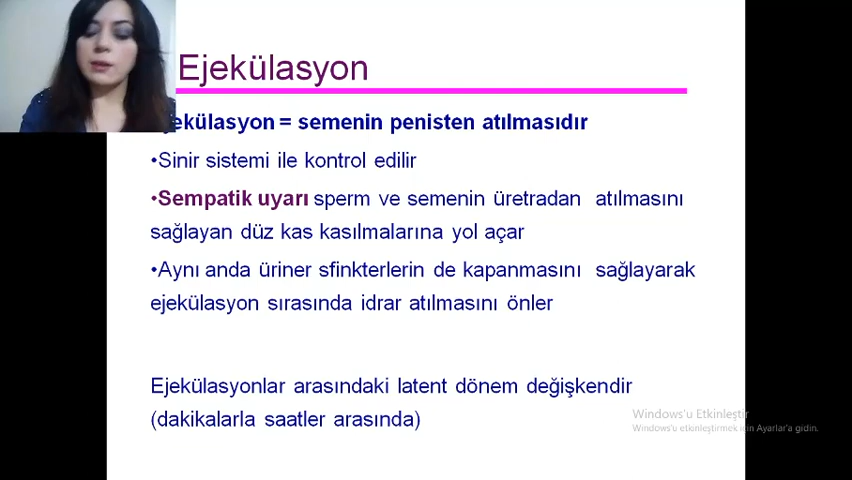 Ejekülasyon
ekülasyon = semenin penisten atılmasıdır
•Sinir sistemi ile kontrol edilir
•Sempatik uyarı sperm ve semenin üretradan atılmasını
sağlayan düz kas kasılmalarına yol açar
•Aynı anda üriner sfinkterlerin de kapanmasını sağlayarak
ejekülasyon sırasında idrar atılmasını önler
Ejekülasyonlar arasındaki latent dönem değişkendir
(dakikalarla saatler arasında)
Windows'u Etkinleştir
Windows'u etkinleştirmek için Ayarlar'a gidin.